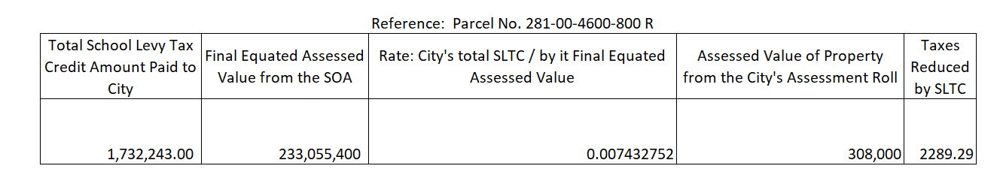 Reference:  Parcel No. 281-00-4600-800 R
Total School Levy Tax
Credit Amount Paid to
City
Final Equated Assessed
Value from the SOA
Rate: City's total SLTC / by it Final Equated
Assessed Value
Assessed Value of Property
from the City's Assessment Roll
Taxes
Reduced
by SLTC
1,732,243.00
233,055,400
0.007432752
308,000
2289.29